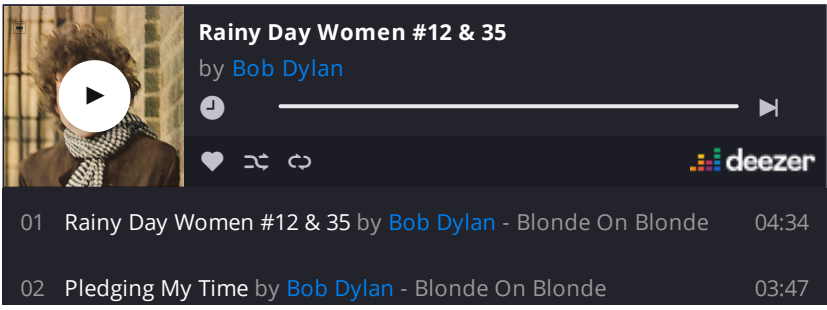 Rainy Day Women #12 & 35
by Bob Dylan
deezer
01 Rainy Day Women #12 & 35 by Bob Dylan - Blonde On Blonde 04:34
02 Pledging My Time by Bob Dylan - Blonde On Blonde 03:47